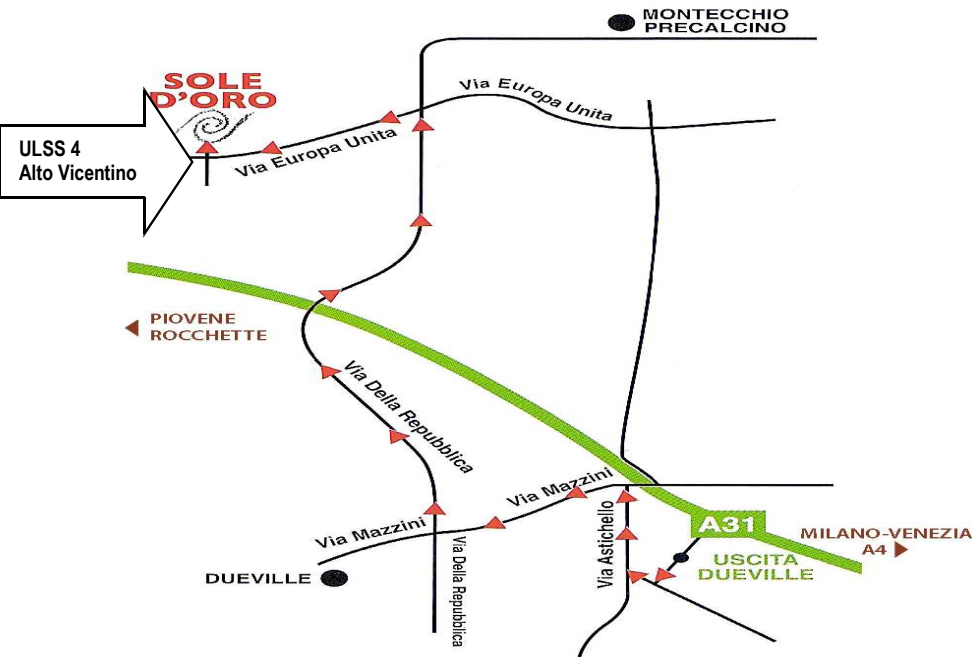 MONTECCHIO
PRECALCINO
SOLE
D'ORO
Via Europa Unita
Via Europa Unita
ULSS 4
Alto Vicentino
PIOVENE
ROCCHETTE
Via Della Repubblica
Via Mazzini
Via Mazzini
Via Astichello
A31
MILANO-VENEZIA
A4
USCITA
DUEVILLE
Via Della Repubblica
DUEVILLE